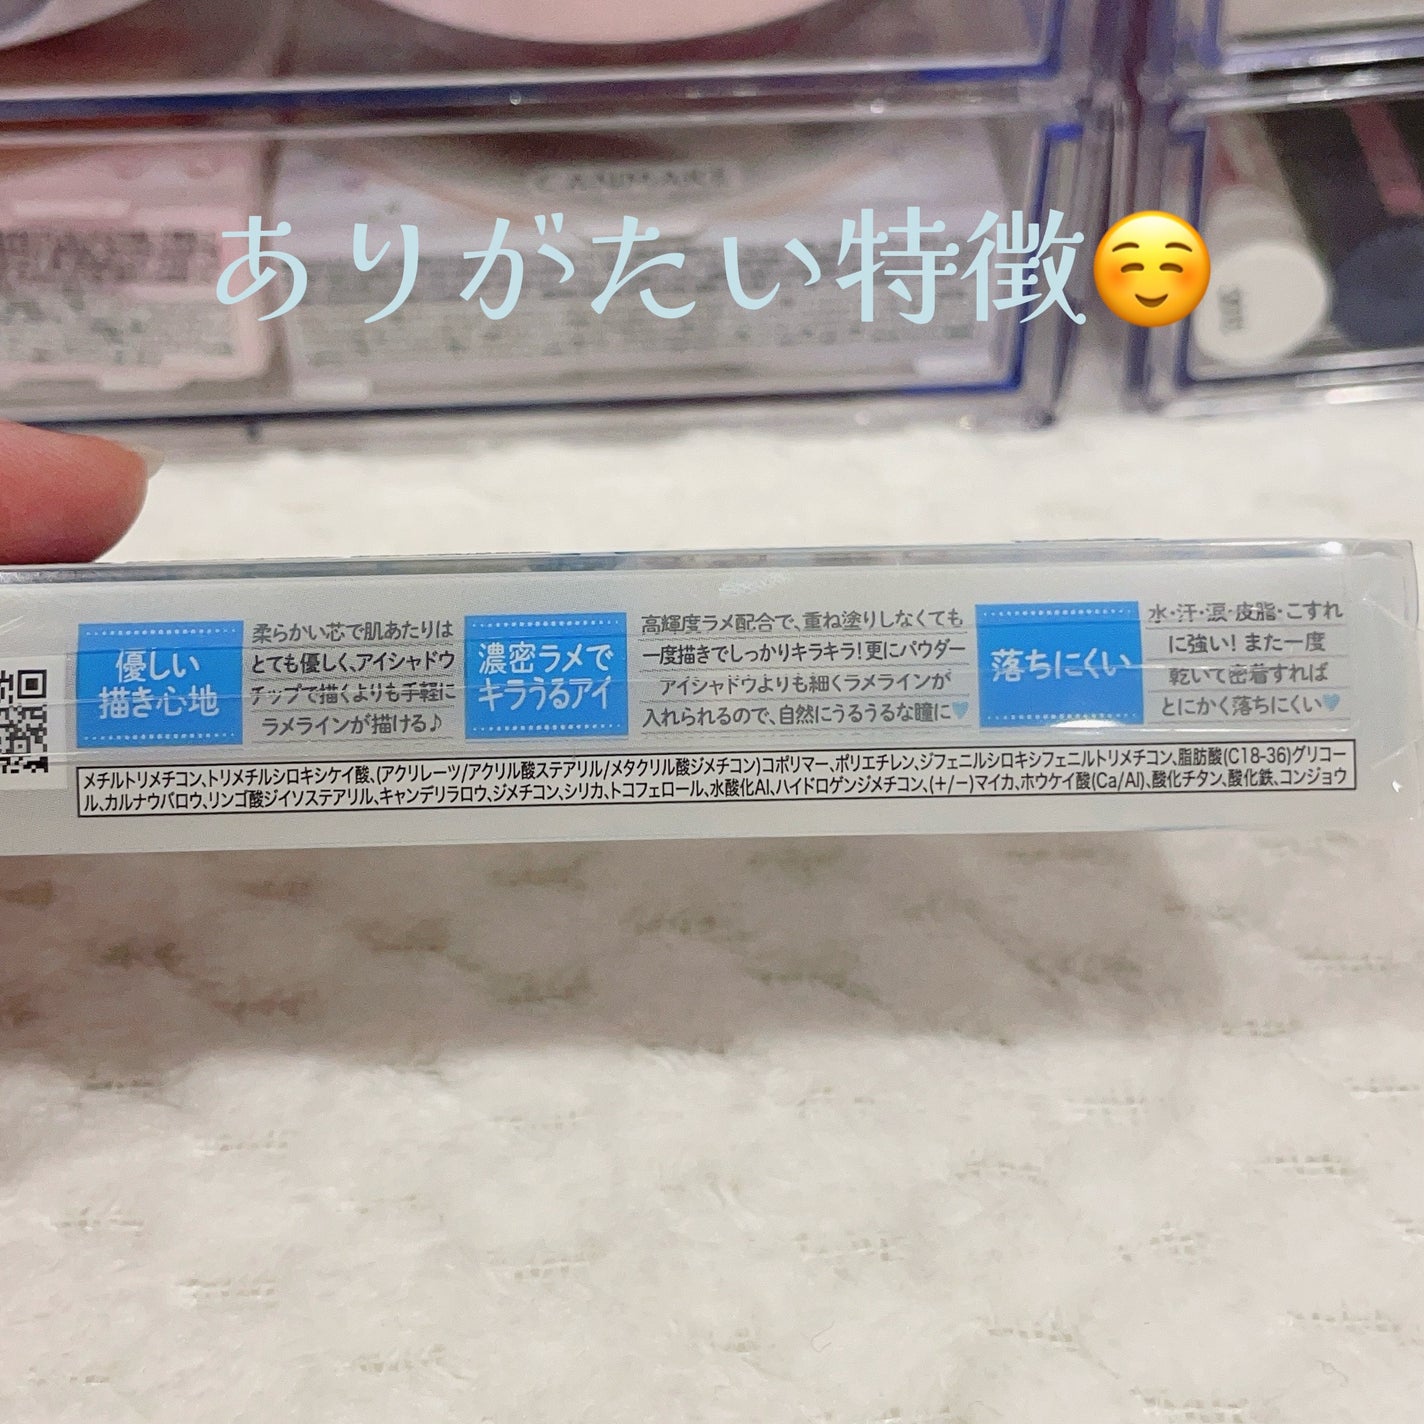 ありがたい特徴☺️
優しい
描き心地
柔らかい芯で肌あたりは
とても優しく、アイシャドウ
チップで描くよりも手軽に
ラメラインが描ける♪
濃密ラメで
キラうるアイ
高輝度ラメ配合で、重ね塗りしなくても
一度描きでしっかりキラキラ!更にパウダー
アイシャドウよりも細くラメラインが
入れられるので、自然にうるうるな瞳に💙
落ちにくい
水・汗・涙・皮脂・こすれ
に強い!また一度
乾いて密着すれば
とにかく落ちにくい💙
メチルトリメチコン、トリメチルシロキシケイ酸、(アクリレーツ/アクリル酸ステアリル/メタクリル酸ジメチコン)コポリマー、ポリエチレン、ジフェニルシロキシフェニルトリメチコン、脂肪酸(C18-36)グリコー
ル、カルナウバロウ、リンゴ酸ジイソステアリル、キャンデリラロウ、ジメチコン、シリカ、トコフェロール、水酸化Al、ハイドロゲンジメチコン、(+/-)マイカ、ホウケイ酸(Ca/Al)、酸化チタン、酸化鉄、コンジョウ